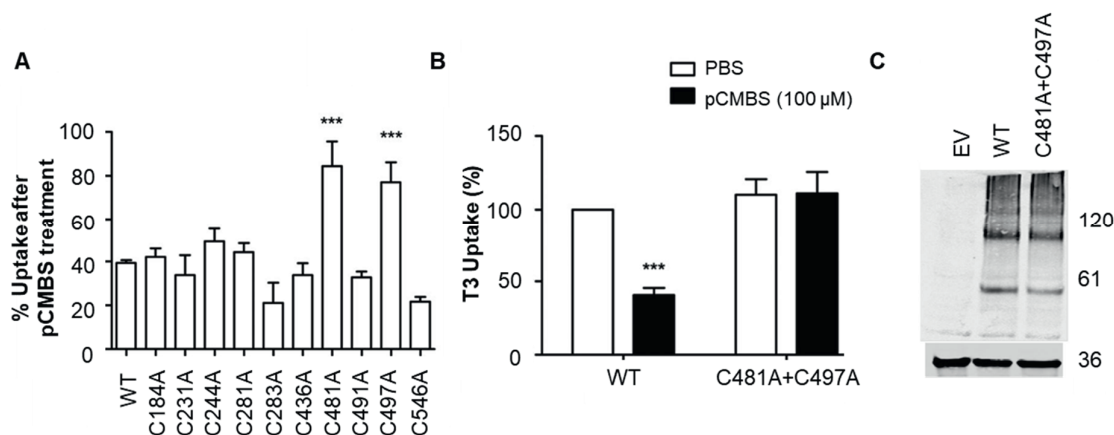 A
% Uptakeafter
pCMBS treatment
100
80
60
40
20
0
WT
C184A
C231A
C244A
C281A
C283A
C436A
C481A
C491A
C497A
C546A
***
***
B
PBS
pCMBS (100 µM)
T3 Uptake (%)
150
100
50
0
***
WT
C481A+C497A
C
EV
WT
C481A+C497A
120
61
36